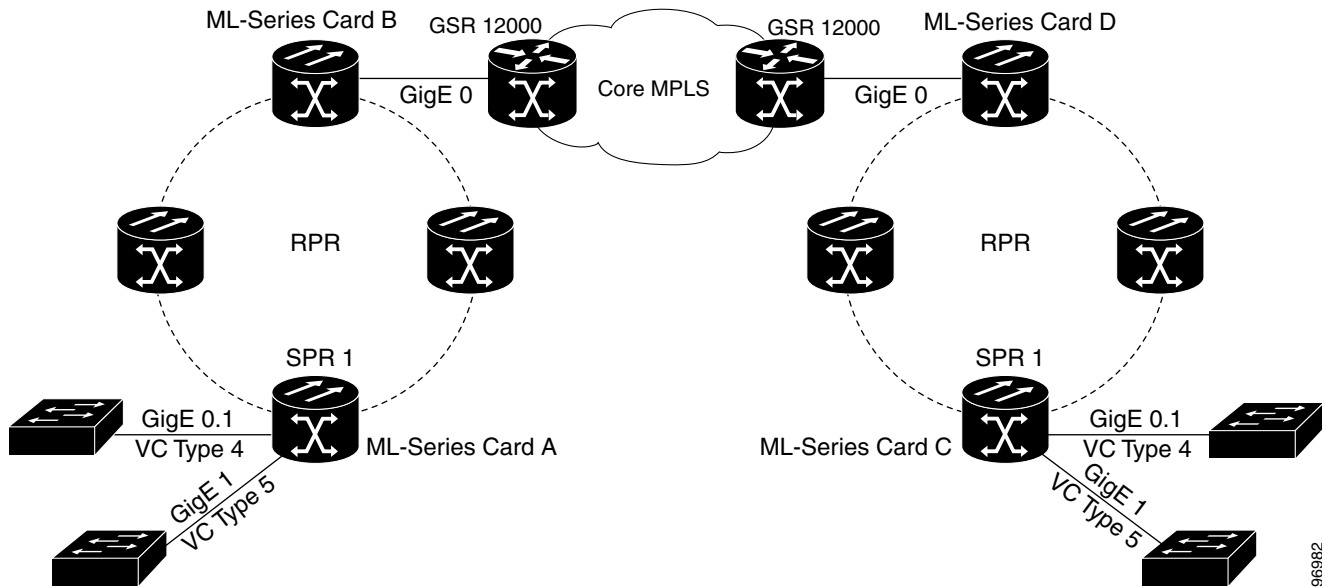 ML-Series Card B
GSR 12000
GSR 12000
ML-Series Card D
GigE 0
Core MPLS
GigE 0
RPR
RPR
SPR 1
SPR 1
GigE 0.1
VC Type 4
ML-Series Card A
ML-Series Card C
GigE 0.1
VC Type 4
GigE 1
VC Type 5
GigE 1
VC Type 5
96982